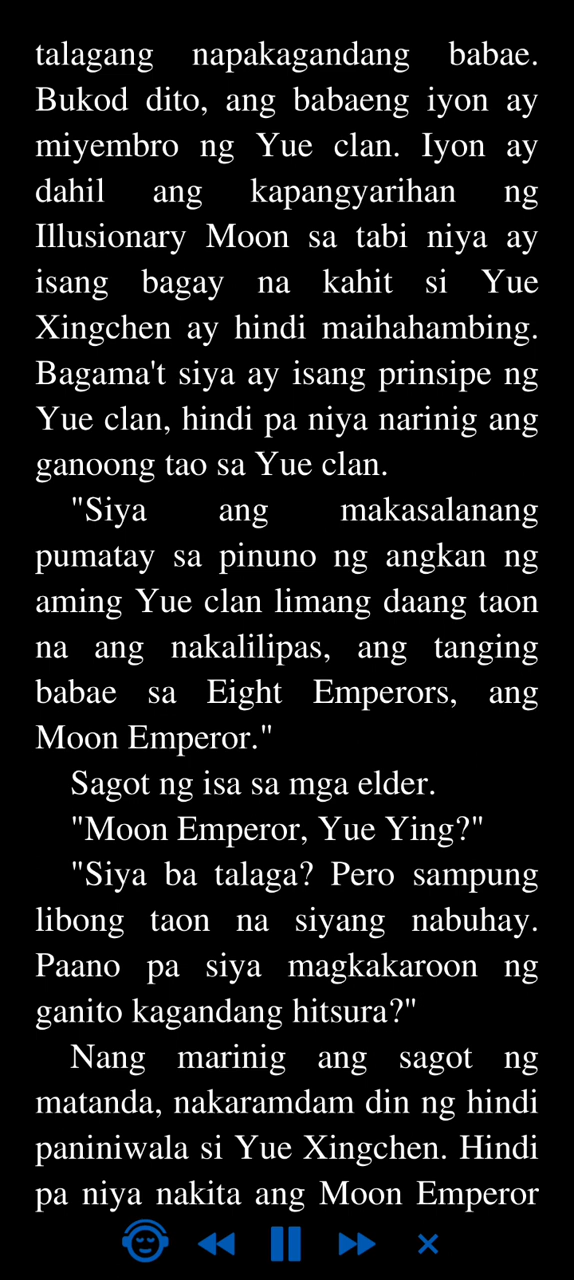 talagang napakagandang babae.
Bukod dito, ang babaeng iyon ay
miyembro ng Yue clan. Iyon ay
dahil ang kapangyarihan ng
Illusionary Moon sa tabi niya ay
isang bagay na kahit si Yue
Xingchen ay hindi maihahambing.
Bagama't siya ay isang prinsipe ng
Yue clan, hindi pa niya narinig ang
ganoong tao sa Yue clan.
"Siya ang makasalanang
pumatay sa pinuno ng angkan ng
aming Yue clan limang daang taon
na ang nakalilipas, ang tanging
babae sa Eight Emperors, ang
Moon Emperor."
Sagot ng isa sa mga elder.
"Moon Emperor, Yue Ying?"
"Siya ba talaga? Pero sampung
libong taon na siyang nabuhay.
Paano pa siya magkakaroon ng
ganito kagandang hitsura?"
Nang marinig ang sagot ng
matanda, nakaramdam din ng hindi
paniniwala si Yue Xingchen. Hindi
pa niya nakita ang Moon Emperor